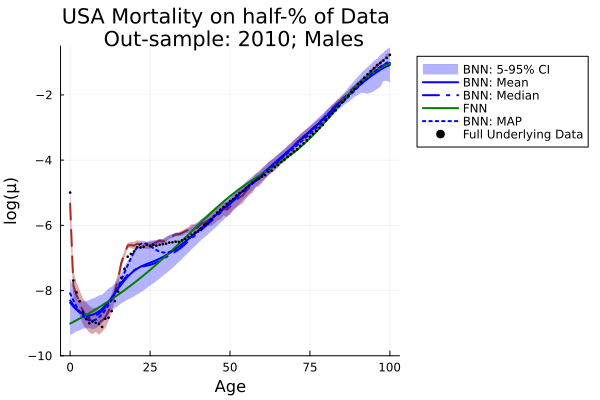 USA Mortality on half-% of Data
Out-sample: 2010; Males
BNN: 5-95% CI
BNN: Mean
BNN: Median
FNN
BNN: MAP
Full Underlying Data
log(μ)
−2
−4
−6
−8
−10
0 25 50 75 100
Age